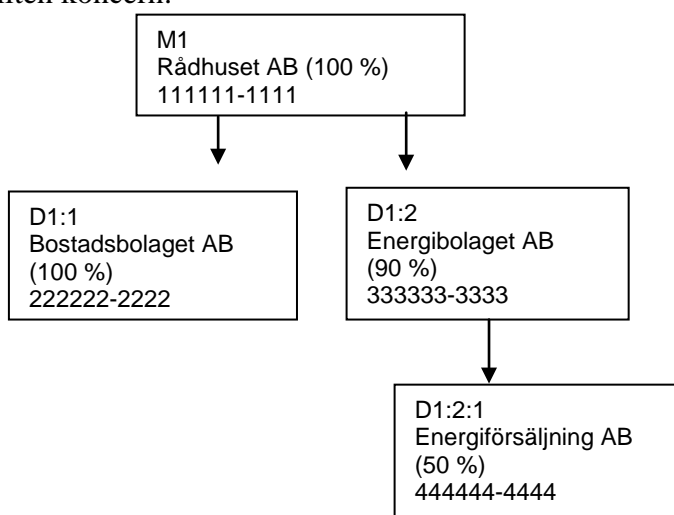 M1
Rådhuset AB (100 %)
111111-1111
D1:1
Bostadsbolaget AB
(100 %)
222222-2222
D1:2
Energibolaget AB
(90 %)
333333-3333
D1:2:1
Energiförsäljning AB
(50 %)
444444-4444